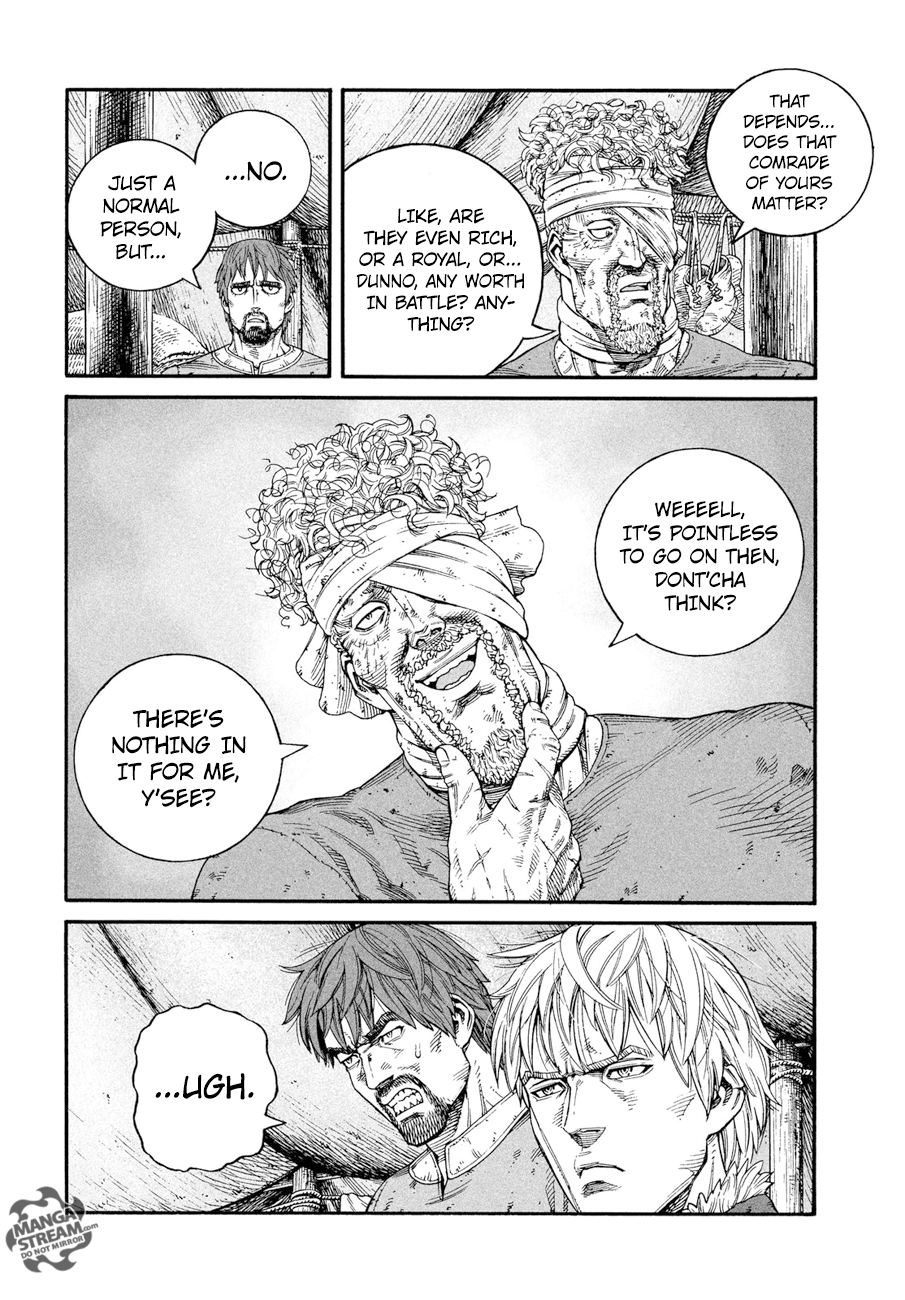 THAT
DEPENDS...
DOES THAT
COMRADE
OF YOURS
MATTER?
LIKE, ARE
THEY EVEN RICH,
OR A ROYAL, OR...
DUNNO, ANY WORTH
IN BATTLE? ANY-
THING?
...NO.
JUST A
NORMAL
PERSON,
BUT...
WEEEELL,
IT'S POINTLESS
TO GO ON THEN,
DONT'CHA
THINK?
THERE'S
NOTHING IN
IT FOR ME,
Y'SEE?
...UGH.
MANGA
STREAM.com
DO NOT MIRROR!